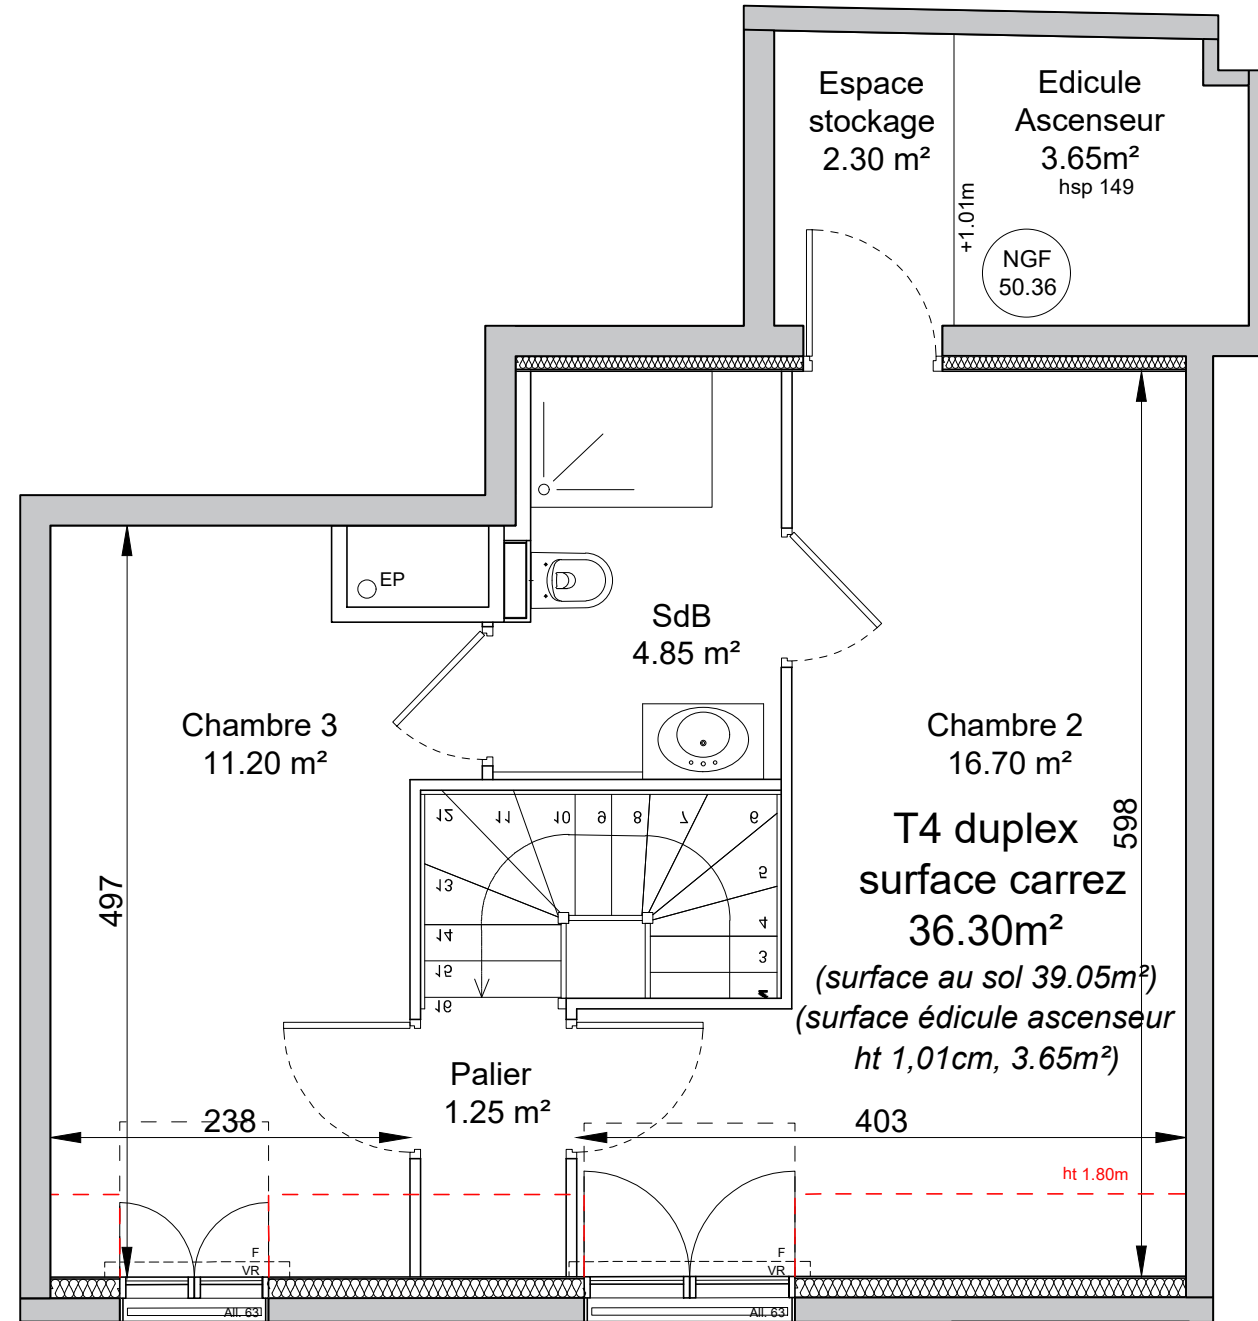 Espace
stockage
2.30 m²
Edicule
Ascenseur
3.65m²
hsp 149
+1.01m
NGF
50.36
EP
SdB
4.85 m²
Chambre 3
11.20 m²
Chambre 2
16.70 m²
T4 duplex
surface carrez
36.30m²
(surface au sol 39.05m²)
(surface édicule ascenseur
ht 1,01cm, 3.65m²)
598
497
12
11
10
9
8
7
6
13
5
14
4
15
3
16
Palier
1.25 m²
238
403
ht 1.80m
F
VR
F
VR
All. 63
All. 63